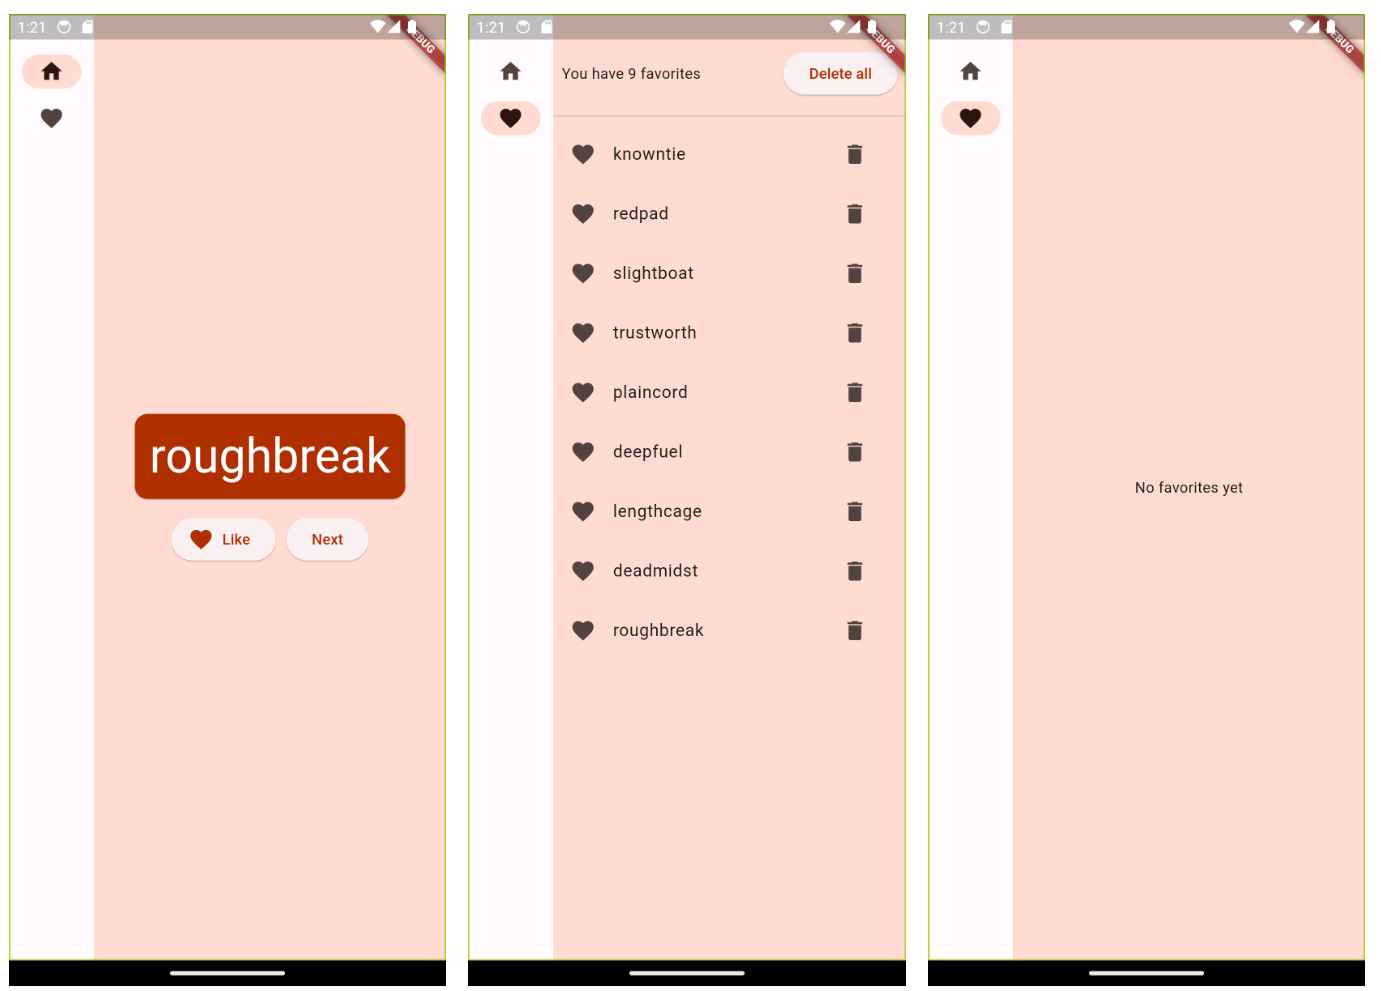 1:21
DEBUG
roughbreak
Like
Next
1:21
DEBUG
You have 9 favorites
Delete all
knowntie
redpad
slightboat
trustworth
plaincord
deepfuel
lengthcage
deadmidst
roughbreak
1:21
DEBUG
No favorites yet